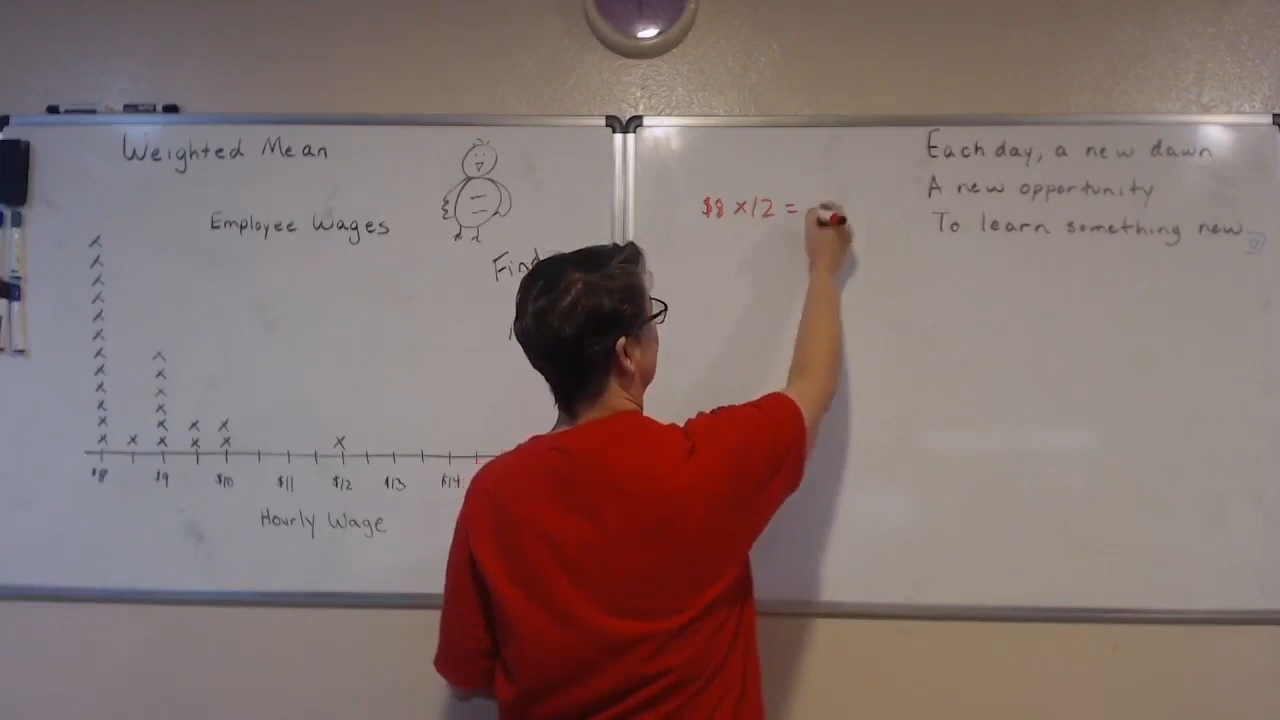 Weighted Mean
Employee Wages
Find
$8 $9 $10 $11 $12 $13 $14
Hourly Wage
$8 x 12 =
Each day, a new dawn
A new opportunity
To learn something new